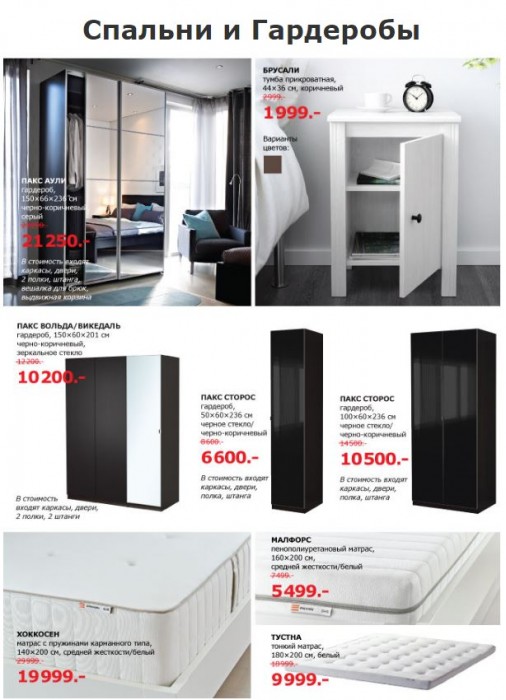 Спальни и Гардеробы
ПАКС АУЛИ
гардероб,
150×66×236 см
черно-коричневый
серый
21250.-
В стоимость входят
каркасы, двери,
2 полки, штанга,
вешалка для брюк,
выдвижная корзина
БРУСАЛИ
тумба прикроватная,
44×36 см, коричневый
2999.-
1999.-
Варианты
цветов:
ПАКС ВОЛЬДА/ВИКЕДАЛЬ
гардероб, 150×60×201 см
черно-коричневый,
зеркальное стекло
12200.-
10200.-
В стоимость
входят каркасы, двери,
2 полки, 2 штанги
ПАКС СТОРОС
гардероб,
50×60×236 см
черное стекло/
черно-коричневый
8600.-
6600.-
В стоимость входят
каркасы, двери,
полка, штанга
ПАКС СТОРОС
гардероб,
100×60×236 см
черное стекло/
черно-коричневый
14500.-
10500.-
В стоимость входят
каркасы, двери,
полка, штанга
ХОККОСЕН
матрас с пружинами карманного типа,
140×200 см, средней жесткости/белый
29999.-
19999.-
МАЛФОРС
пенополиуретановый матрас,
160×200 см,
средней жесткости/белый
7499.-
5499.-
ТУСТНА
тонкий матрас,
180×200 см, белый
9999.-